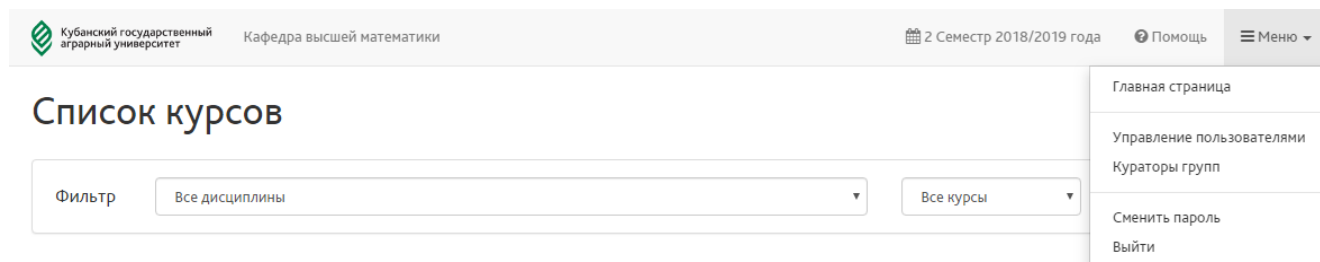 Кубанский государственный
аграрный университет
Кафедра высшей математики
2 Семестр 2018/2019 года
Помощь
Меню
Главная страница
Управление пользователями
Кураторы групп
Сменить пароль
Выйти
Список курсов
Фильтр
Все дисциплины
Все курсы